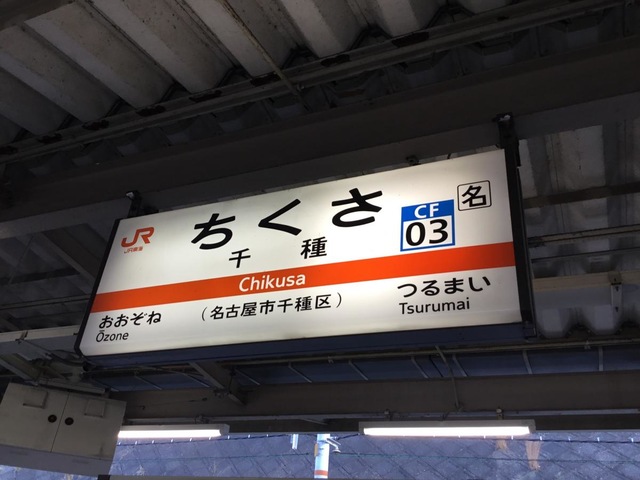 JR
JR東海
ちくさ
千種
CF
03
名
Chikusa
おおぞね
Ōzone
（名古屋市千種区）
つるまい
Tsurumai